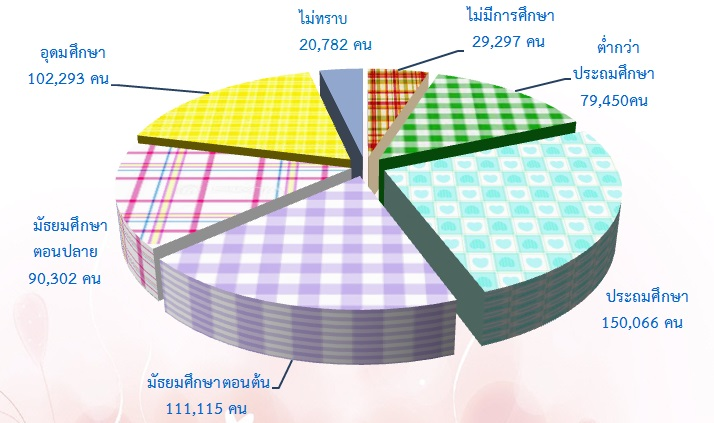 ไม่ทราบ
20,782 คน
ไม่มีการศึกษา
29,297 คน
ต่ำกว่า
ประถมศึกษา
79,450คน
ประถมศึกษา
150,066 คน
มัธยมศึกษาตอนต้น
111,115 คน
มัธยมศึกษา
ตอนปลาย
90,302 คน
อุดมศึกษา
102,293 คน